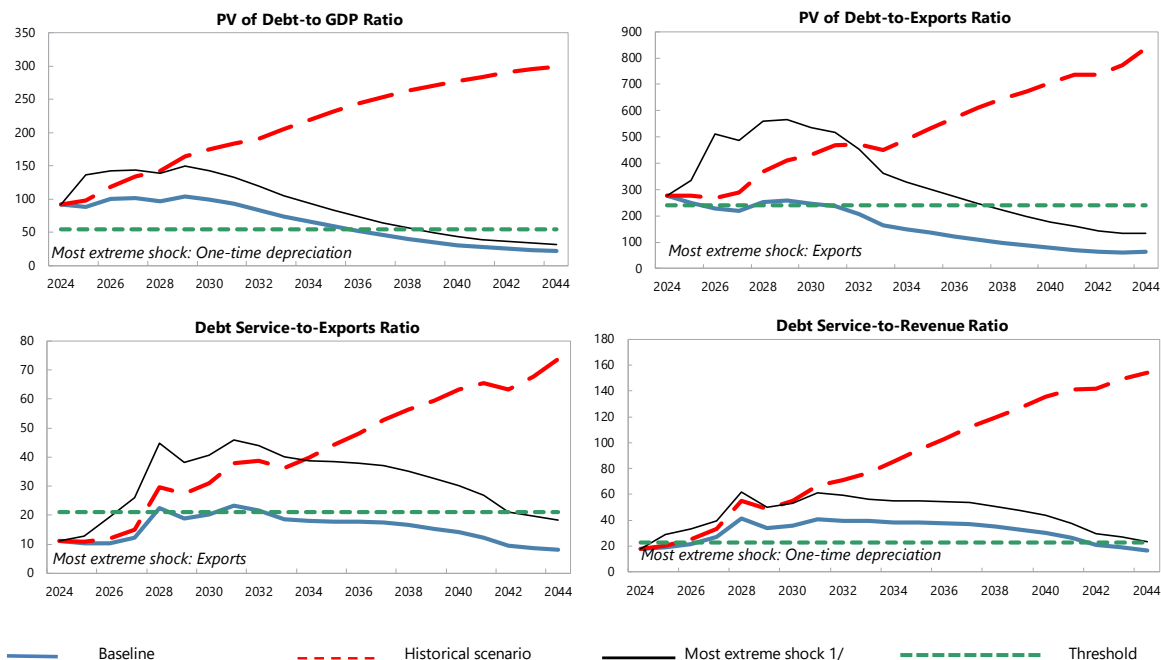 PV of Debt-to GDP Ratio
350
300
250
200
150
100
50
0
Most extreme shock: One-time depreciation
2024 2026 2028 2030 2032 2034 2036 2038 2040 2042 2044
PV of Debt-to-Exports Ratio
900
800
700
600
500
400
300
200
100
0
Most extreme shock: Exports
2024 2026 2028 2030 2032 2034 2036 2038 2040 2042 2044
Debt Service-to-Exports Ratio
80
70
60
50
40
30
20
10
0
Most extreme shock: Exports
2024 2026 2028 2030 2032 2034 2036 2038 2040 2042 2044
Debt Service-to-Revenue Ratio
180
160
140
120
100
80
60
40
20
0
Most extreme shock: One-time depreciation
2024 2026 2028 2030 2032 2034 2036 2038 2040 2042 2044
Baseline Historical scenario Most extreme shock 1/ Threshold